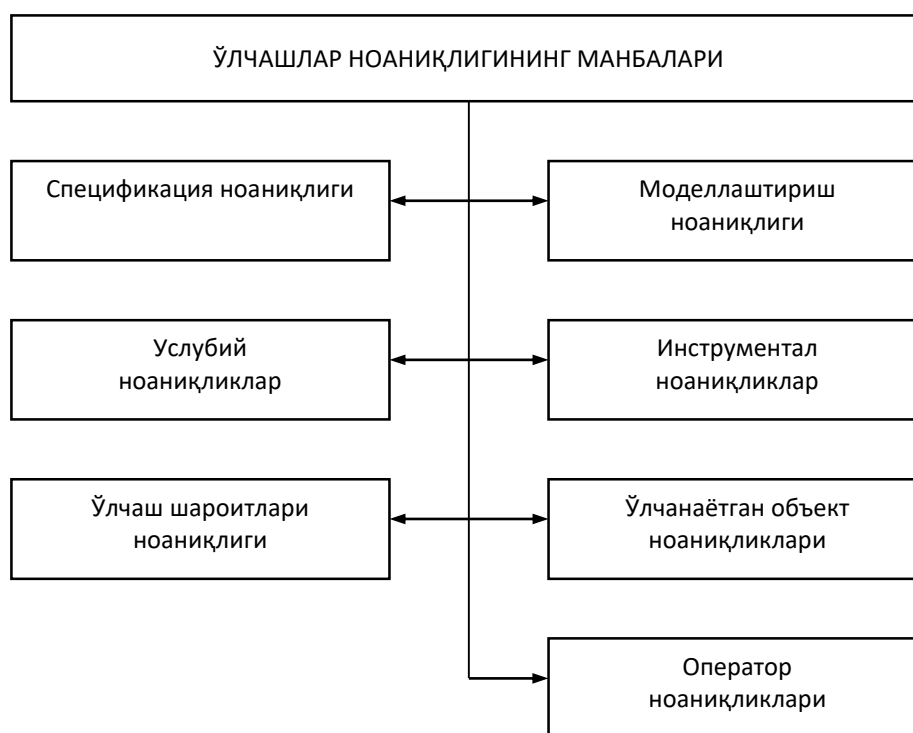 ЎЛЧАШЛАР НОАНИҚЛИГИНИНГ МАНБАЛАРИ
Спецификация ноаниқлиги
Моделлаштириш
ноаниқлиги
Услубий
ноаниқликлар
Инструментал
ноаниқликлар
Ўлчаш шароитлари
ноаниқлиги
Ўлчанаётган объект
ноаниқликлари
Оператор
ноаниқликлари